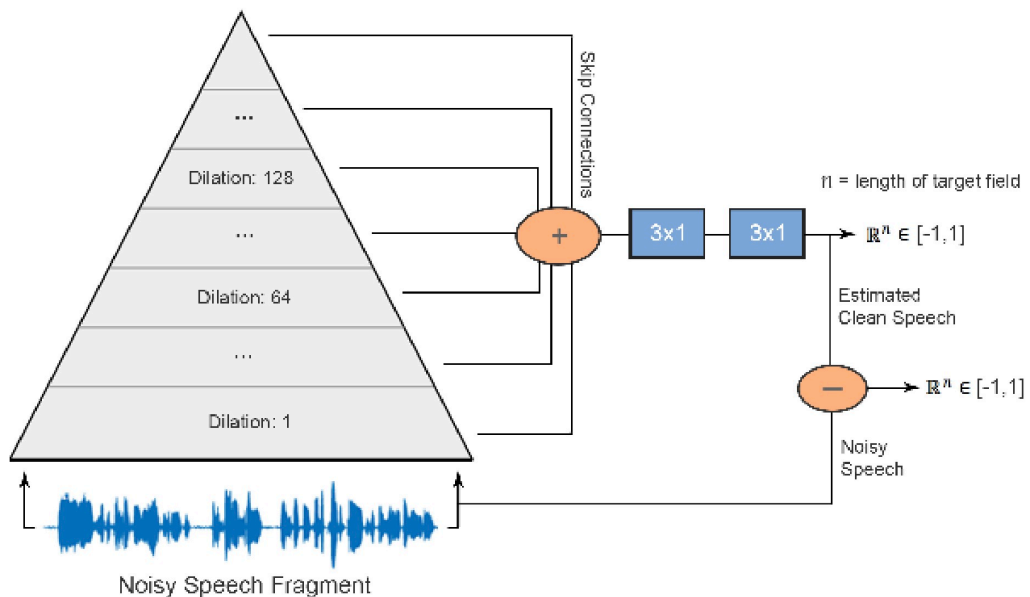 ...
Dilation: 128
...
Dilation: 64
...
Dilation: 1
Skip Connections
+
3x1
3x1
n = length of target field
ℝⁿ ∈ [-1,1]
Estimated
Clean Speech
−
ℝⁿ ∈ [-1,1]
Noisy
Speech
Noisy Speech Fragment